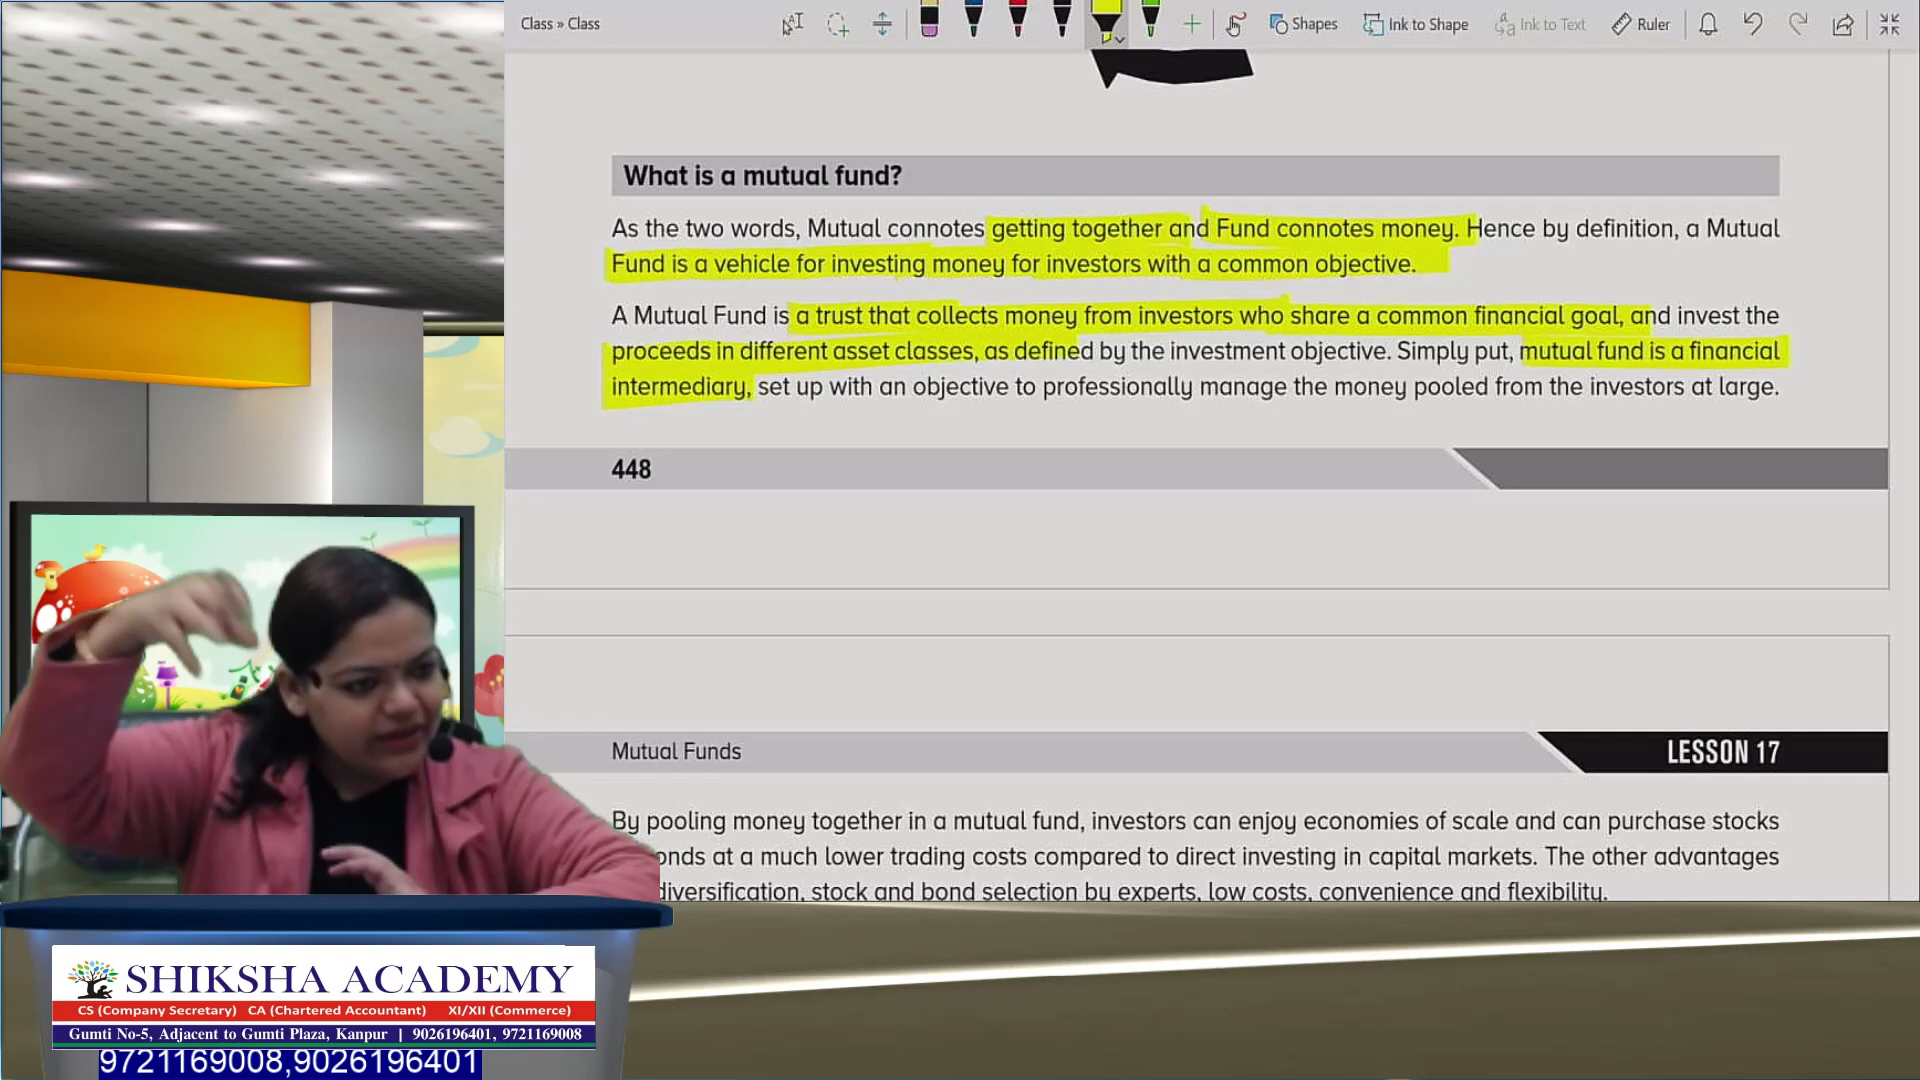 Class » Class
Shapes
Ink to Shape
Ink to Text
Ruler
What is a mutual fund?
As the two words, Mutual connotes getting together and Fund connotes money. Hence by definition, a Mutual
Fund is a vehicle for investing money for investors with a common objective.
A Mutual Fund is a trust that collects money from investors who share a common financial goal, and invest the
proceeds in different asset classes, as defined by the investment objective. Simply put, mutual fund is a financial
intermediary, set up with an objective to professionally manage the money pooled from the investors at large.
448
Mutual Funds
LESSON 17
By pooling money together in a mutual fund, investors can enjoy economies of scale and can purchase stocks
onds at a much lower trading costs compared to direct investing in capital markets. The other advantages
diversification, stock and bond selection by experts, low costs, convenience and flexibility.
SHIKSHA ACADEMY
CS (Company Secretary) CA (Chartered Accountant) XI/XII (Commerce)
Gumti No-5, Adjacent to Gumti Plaza, Kanpur | 9026196401, 9721169008
9721169008,9026196401